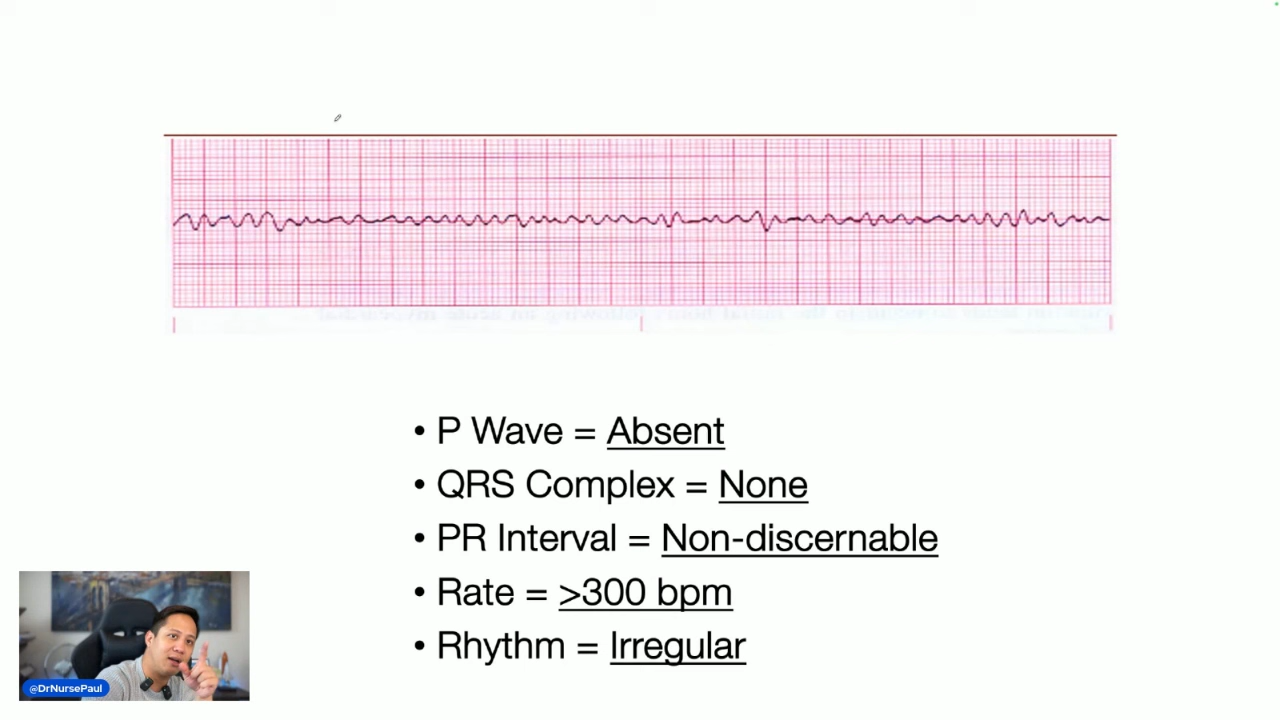 • P Wave = Absent
• QRS Complex = None
• PR Interval = Non-discernable
• Rate = >300 bpm
• Rhythm = Irregular
@DrNursePaul